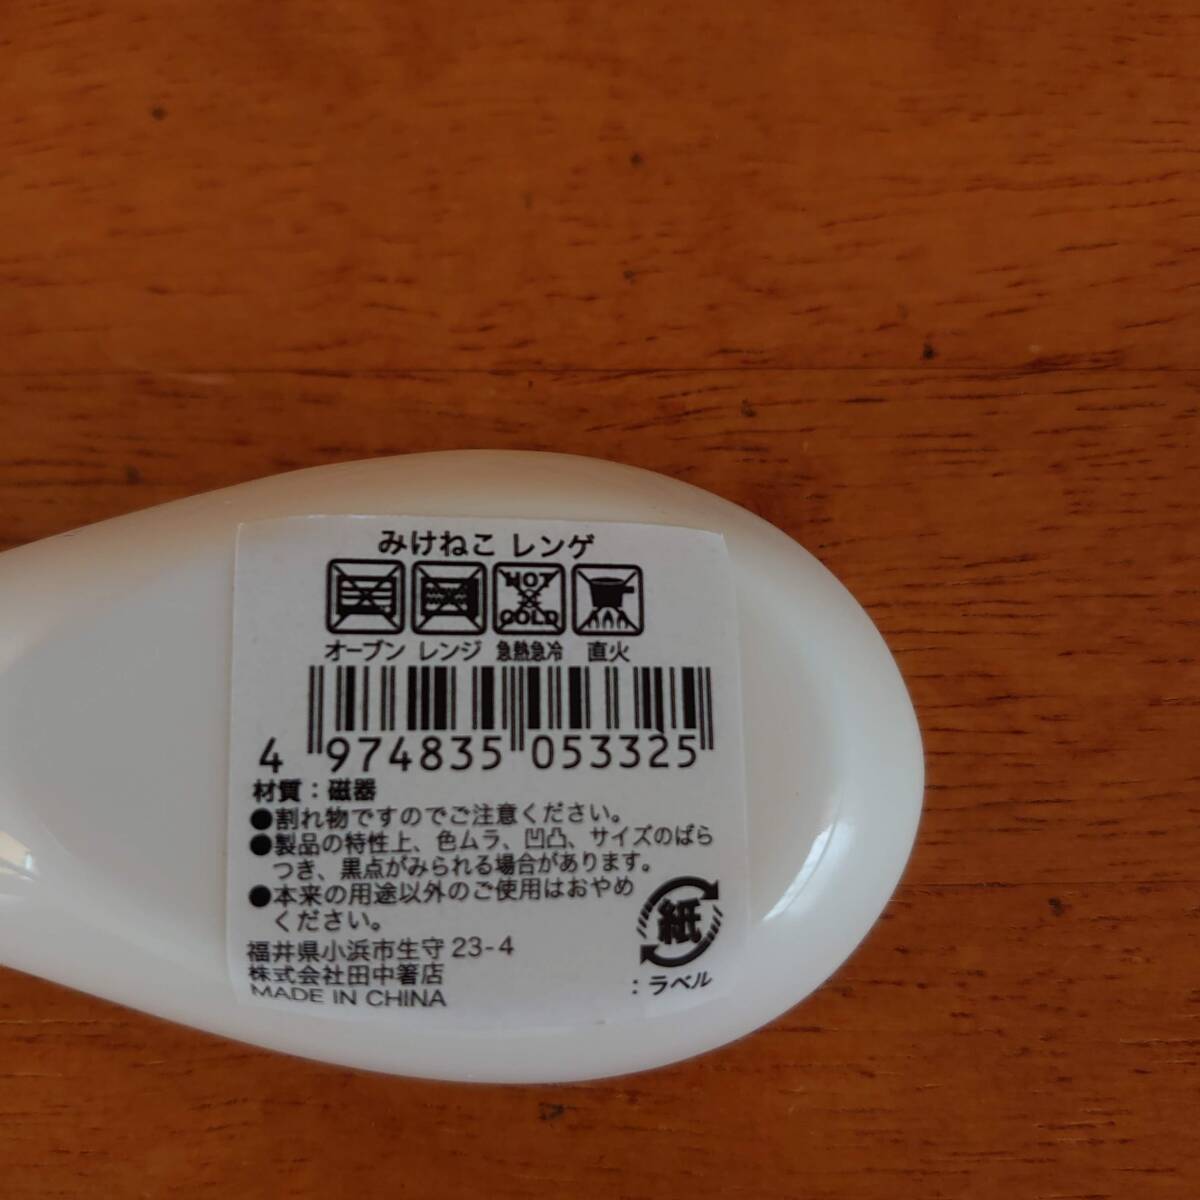 みけねこ レンゲ
HOT
COLD
オーブン レンジ 急熱急冷 直火
4 974835 053325
材質：磁器
●割れ物ですのでご注意ください。
●製品の特性上、色ムラ、凹凸、サイズのばら
つき、黒点がみられる場合があります。
●本来の用途以外のご使用はおやめ
ください。
紙
：ラベル
福井県小浜市生守 23-4
株式会社田中箸店
MADE IN CHINA